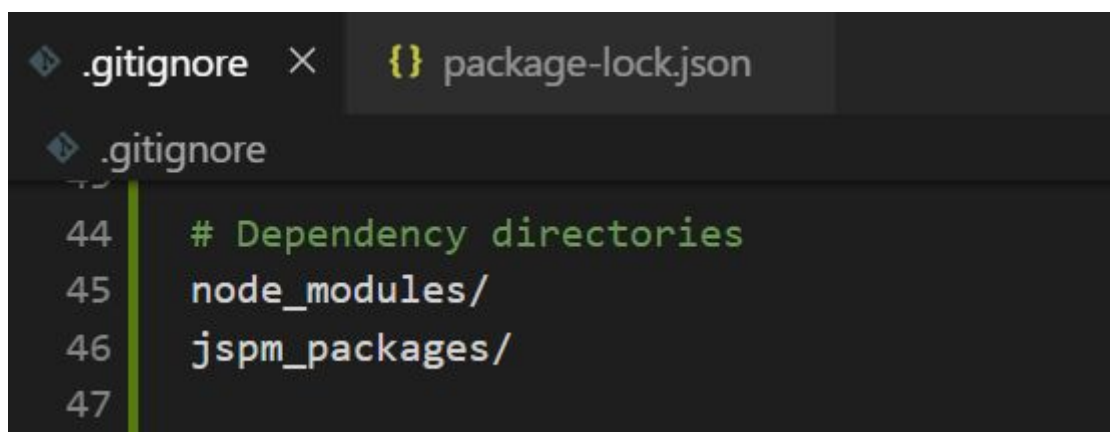 .gitignore × {} package-lock.json
.gitignore
44 # Dependency directories
45 node_modules/
46 jspm_packages/
47